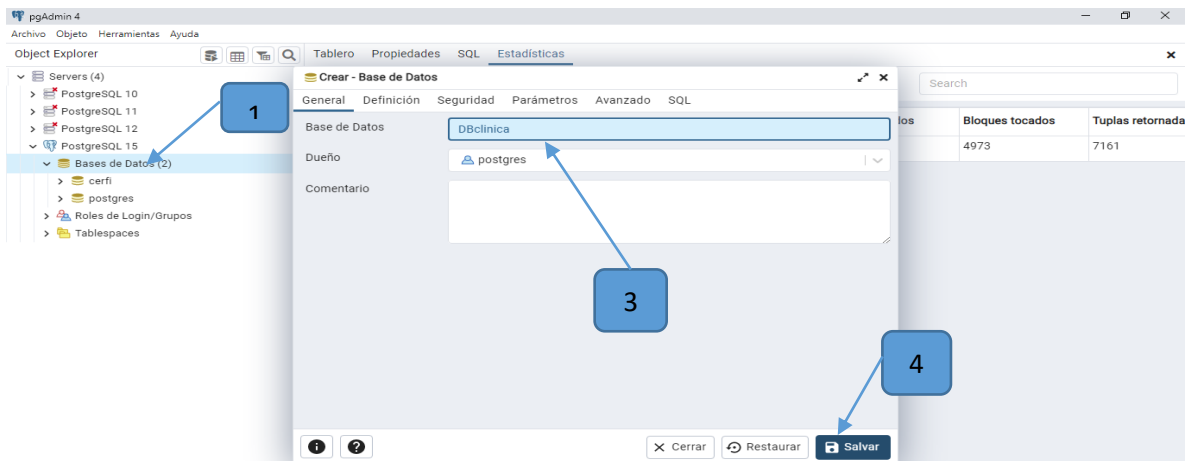 pgAdmin 4
Archivo Objeto Herramientas Ayuda
Object Explorer
Tablero Propiedades SQL Estadísticas
Servers (4)
PostgreSQL 10
PostgreSQL 11
PostgreSQL 12
PostgreSQL 15
Bases de Datos (2)
cerfi
postgres
Roles de Login/Grupos
Tablespaces
1
Crear - Base de Datos
General Definición Seguridad Parámetros Avanzado SQL
Base de Datos
DBclinica
Dueño
postgres
Comentario
3
4
Cerrar
Restaurar
Salvar
Search
dos
Bloques tocados
Tuplas retornada
4973
7161